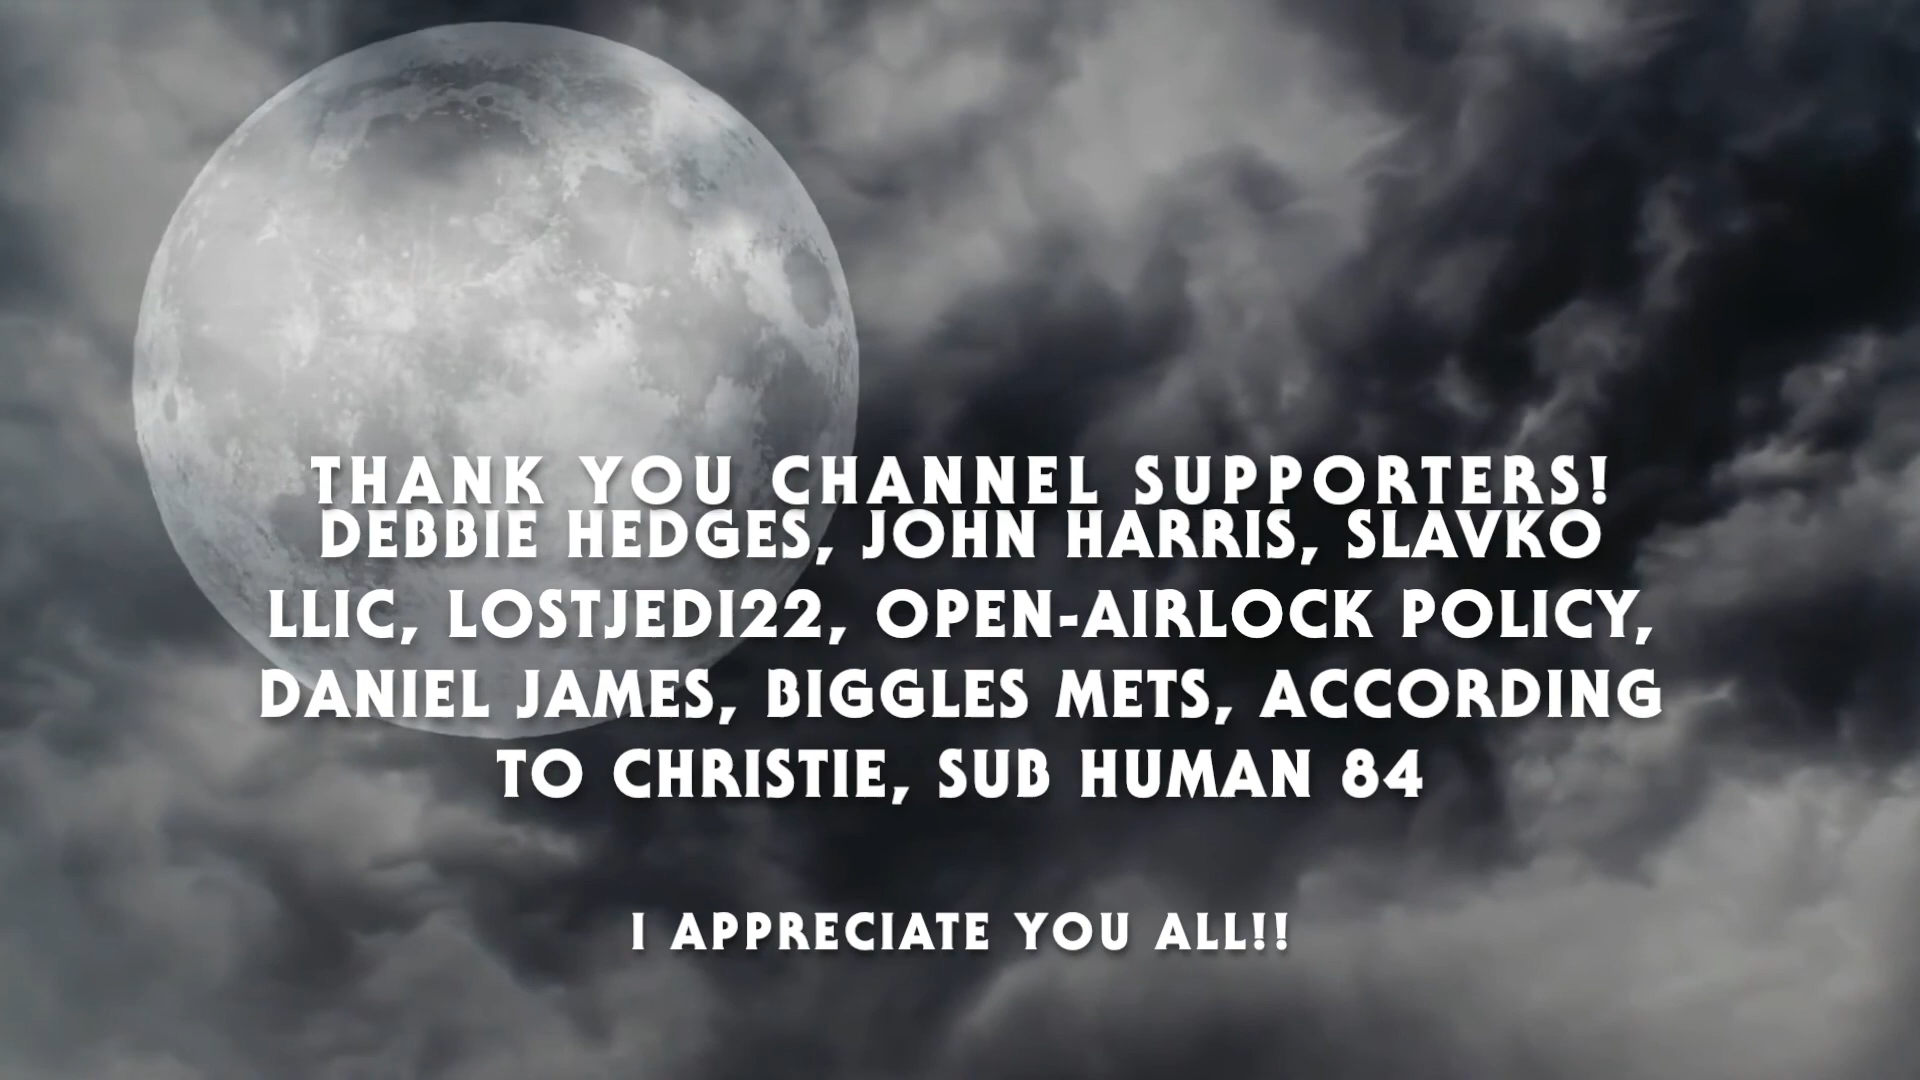 THANK YOU CHANNEL SUPPORTERS!
DEBBIE HEDGES, JOHN HARRIS, SLAVKO
LLIC, LOSTJEDI22, OPEN-AIRLOCK POLICY,
DANIEL JAMES, BIGGLES METS, ACCORDING
TO CHRISTIE, SUB HUMAN 84
I APPRECIATE YOU ALL!!